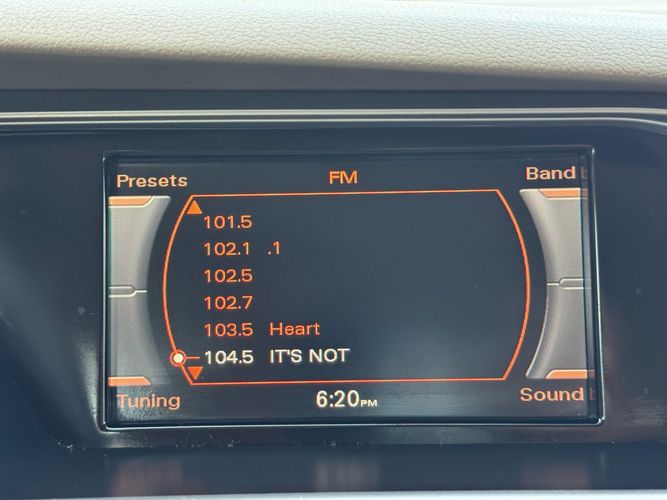 Presets FM Band
101.5
102.1 .1
102.5
102.7
103.5 Heart
104.5 IT'S NOT
Tuning 6:20PM Sound